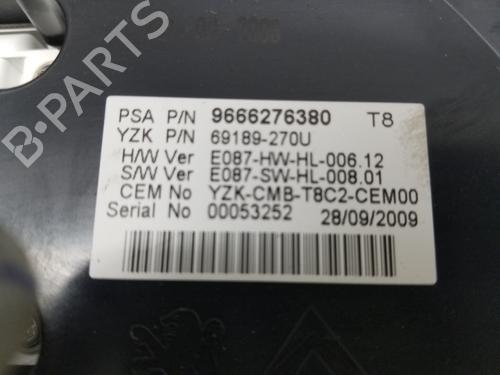 PSA P/N 9666276380 T8
YZK P/N 69189-270U
H/W Ver E087-HW-HL-006.12
S/W Ver E087-SW-HL-008.01
CEM No YZK-CMB-T8C2-CEM00
Serial No 00053252 28/09/2009